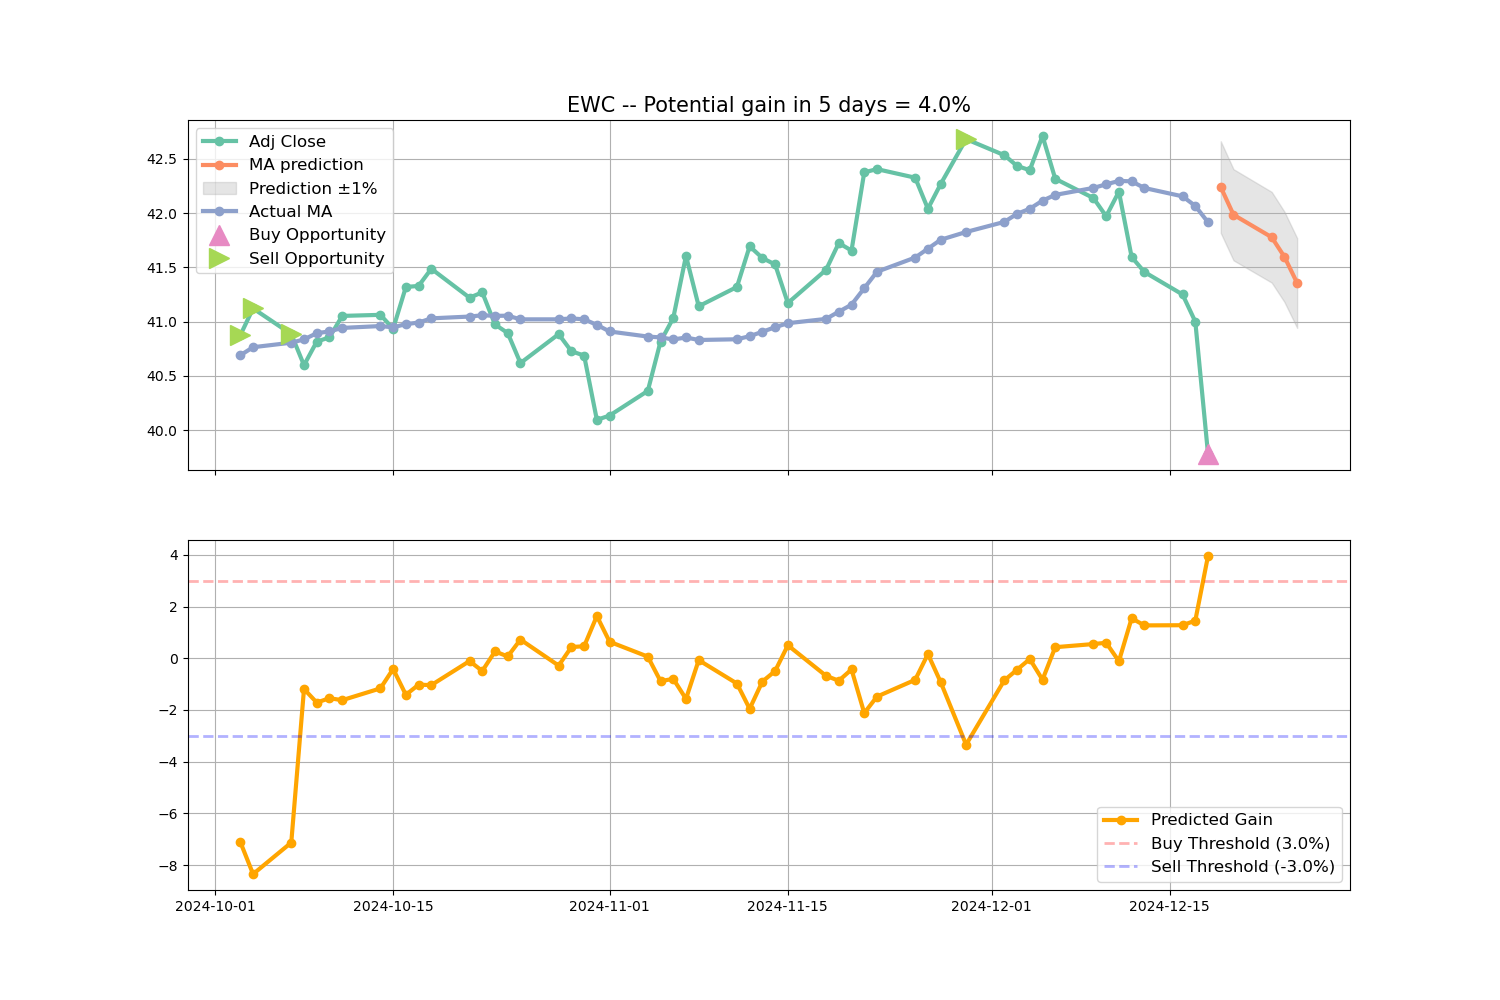 EWC -- Potential gain in 5 days = 4.0%
Adj Close
MA prediction
Prediction ±1%
Actual MA
Buy Opportunity
Sell Opportunity
42.5
42.0
41.5
41.0
40.5
40.0
4
2
0
−2
−4
−6
−8
Predicted Gain
Buy Threshold (3.0%)
Sell Threshold (-3.0%)
2024-10-01
2024-10-15
2024-11-01
2024-11-15
2024-12-01
2024-12-15